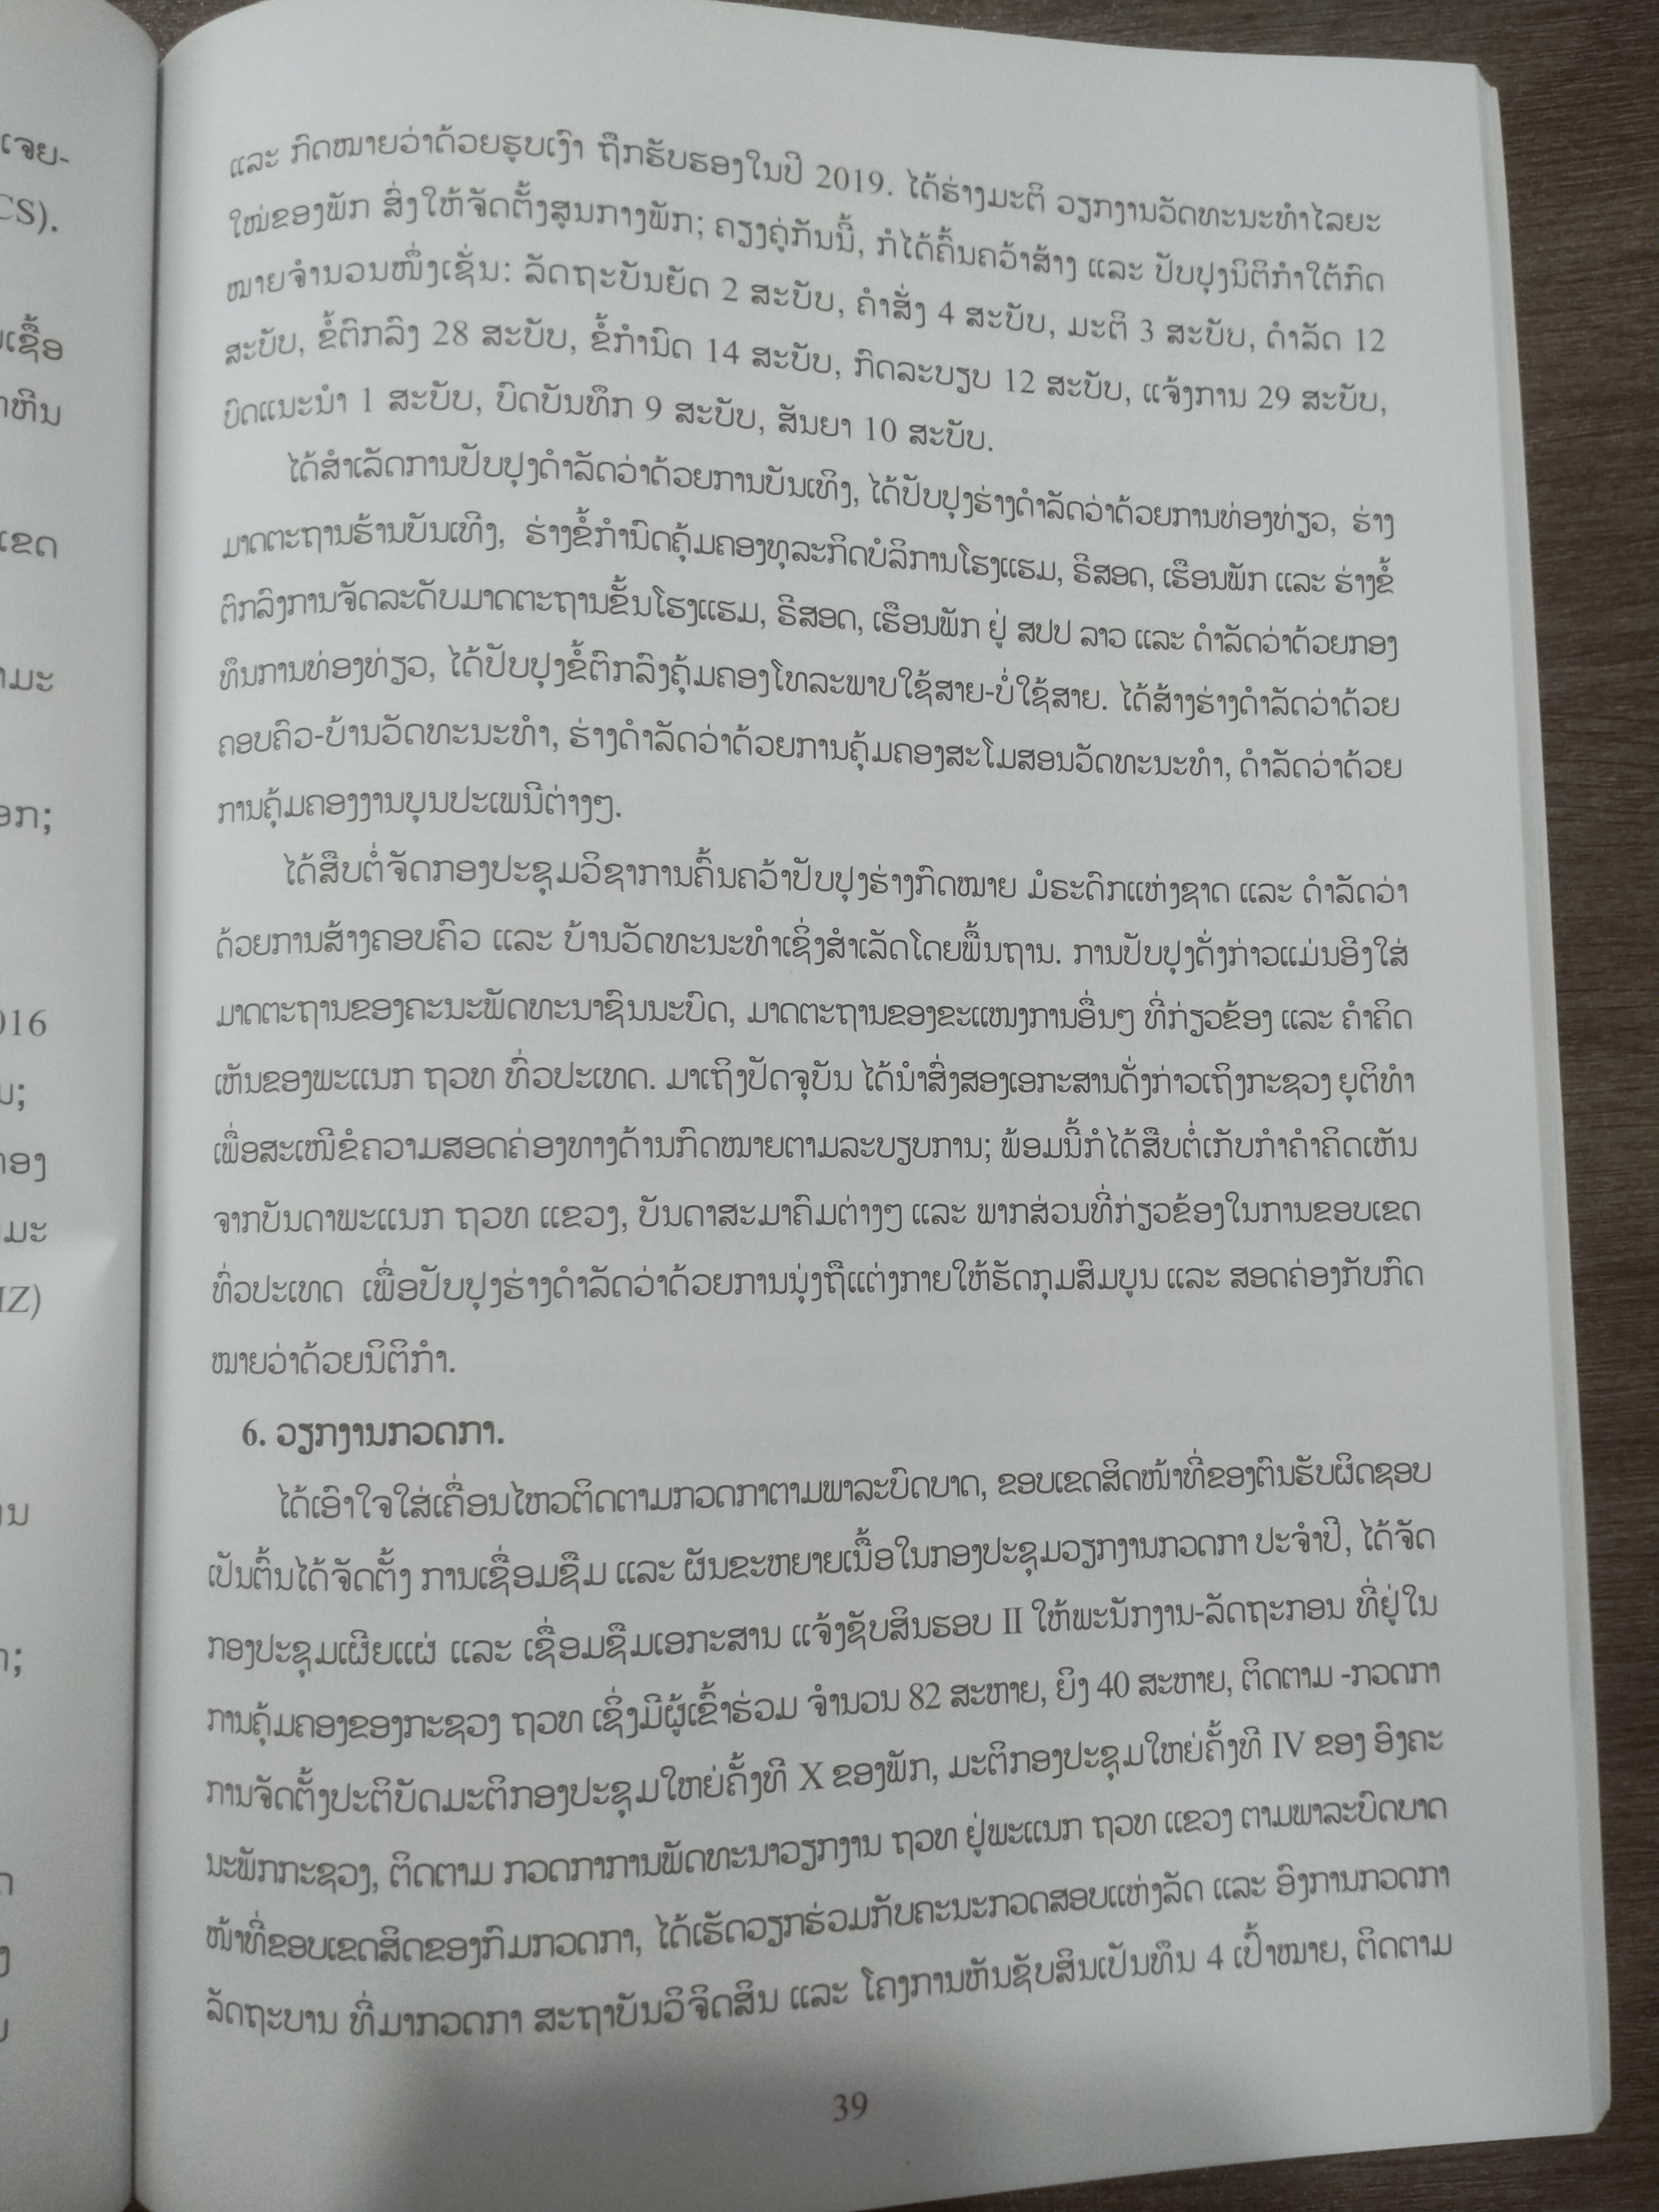 ແລະ ກົດໝາຍວ່າດ້ວຍຮູບເງົາ ຖືກຮັບຮອງໃນປີ 2019. ໄດ້ຮ່າງມະຕິ ວຽກງານວັດທະນະທຳໄລຍະ
ໃໝ່ຂອງພັກ ສົ່ງໃຫ້ຈັດຕັ້ງສູນກາງພັກ; ຄຽງຄູ່ກັນນີ້, ກໍໄດ້ຄົ້ນຄວ້າສ້າງ ແລະ ປັບປຸງນິຕິກຳໃຕ້ກົດ
ໝາຍຈຳນວນໜຶ່ງເຊັ່ນ: ລັດຖະບັນຍັດ 2 ສະບັບ, ຄຳສັ່ງ 4 ສະບັບ, ມະຕິ 3 ສະບັບ, ດຳລັດ 12
ສະບັບ, ຂໍ້ຕົກລົງ 28 ສະບັບ, ຂໍ້ກຳນົດ 14 ສະບັບ, ກົດລະບຽບ 12 ສະບັບ, ແຈ້ງການ 29 ສະບັບ,
ບົດແນະນຳ 1 ສະບັບ, ບົດບັນທຶກ 9 ສະບັບ, ສັນຍາ 10 ສະບັບ.
ໄດ້ສຳເລັດການປັບປຸງດຳລັດວ່າດ້ວຍການບັນເທິງ, ໄດ້ປັບປຸງຮ່າງດຳລັດວ່າດ້ວຍການທ່ອງທ່ຽວ, ຮ່າງ
ມາດຕະຖານຮ້ານບັນເທີງ, ຮ່າງຂໍ້ກຳນົດຄຸ້ມຄອງທຸລະກິດບໍລິການໂຮງແຮມ, ຣີສອດ, ເຮືອນພັກ ແລະ ຮ່າງຂໍ້
ຕົກລົງການຈັດລະດັບມາດຕະຖານຂັ້ນໂຮງແຮມ, ຣີສອດ, ເຮືອນພັກ ຢູ່ ສປປ ລາວ ແລະ ດຳລັດວ່າດ້ວຍກອງ
ທຶນການທ່ອງທ່ຽວ, ໄດ້ປັບປຸງຂໍ້ຕົກລົງຄຸ້ມຄອງໂທລະພາບໃຊ້ສາຍ-ບໍ່ໃຊ້ສາຍ. ໄດ້ສ້າງຮ່າງດຳລັດວ່າດ້ວຍ
ຄອບຄົວ-ບ້ານວັດທະນະທຳ, ຮ່າງດຳລັດວ່າດ້ວຍການຄຸ້ມຄອງສະໂມສອນວັດທະນະທຳ, ດຳລັດວ່າດ້ວຍ
ການຄຸ້ມຄອງງານບຸນປະເພນີຕ່າງໆ.
ໄດ້ສືບຕໍ່ຈັດກອງປະຊຸມວິຊາການຄົ້ນຄວ້າປັບປຸງຮ່າງກົດໝາຍ ມໍຣະດົກແຫ່ງຊາດ ແລະ ດຳລັດວ່າ
ດ້ວຍການສ້າງຄອບຄົວ ແລະ ບ້ານວັດທະນະທຳເຊິ່ງສຳເລັດໂດຍພື້ນຖານ. ການປັບປຸງດັ່ງກ່າວແມ່ນອີງໃສ່
ມາດຕະຖານຂອງຄະນະພັດທະນາຊົນນະບົດ, ມາດຕະຖານຂອງຂະແໜງການອື່ນໆ ທີ່ກ່ຽວຂ້ອງ ແລະ ຄຳຄິດ
ເຫັນຂອງພະແນກ ຖວທ ທົ່ວປະເທດ. ມາເຖິງປັດຈຸບັນ ໄດ້ນຳສົ່ງສອງເອກະສານດັ່ງກ່າວເຖິງກະຊວງ ຍຸຕິທຳ
ເພື່ອສະເໜີຂໍຄວາມສອດຄ່ອງທາງດ້ານກົດໝາຍຕາມລະບຽບການ; ພ້ອມນີ້ກໍໄດ້ສືບຕໍ່ເກັບກຳຄຳຄິດເຫັນ
ຈາກບັນດາພະແນກ ຖວທ ແຂວງ, ບັນດາສະມາຄົມຕ່າງໆ ແລະ ພາກສ່ວນທີ່ກ່ຽວຂ້ອງໃນການຂອບເຂດ
ທົ່ວປະເທດ ເພື່ອປັບປຸງຮ່າງດຳລັດວ່າດ້ວຍການນຸ່ງຖືແຕ່ງກາຍໃຫ້ຮັດກຸມສົມບູນ ແລະ ສອດຄ່ອງກັບກົດ
ໝາຍວ່າດ້ວຍນິຕິກຳ.
6. ວຽກງານກວດກາ.
ໄດ້ເອົາໃຈໃສ່ເຄື່ອນໄຫວຕິດຕາມກວດກາຕາມພາລະບົດບາດ, ຂອບເຂດສິດໜ້າທີ່ຂອງຕົນຮັບຜິດຊອບ
ເປັນຕົ້ນໄດ້ຈັດຕັ້ງ ການເຊື່ອມຊຶມ ແລະ ຜັນຂະຫຍາຍເນື້ອໃນກອງປະຊຸມວຽກງານກວດກາ ປະຈຳປີ, ໄດ້ຈັດ
ກອງປະຊຸມເຜີຍແຜ່ ແລະ ເຊື່ອມຊຶມເອກະສານ ແຈ້ງຊັບສິນຮອບ II ໃຫ້ພະນັກງານ-ລັດຖະກອນ ທີ່ຢູ່ໃນ
ການຄຸ້ມຄອງຂອງກະຊວງ ຖວທ ເຊິ່ງມີຜູ້ເຂົ້າຮ່ວມ ຈຳນວນ 82 ສະຫາຍ, ຍິງ 40 ສະຫາຍ, ຕິດຕາມ -ກວດກາ
ການຈັດຕັ້ງປະຕິບັດມະຕິກອງປະຊຸມໃຫຍ່ຄັ້ງທີ X ຂອງພັກ, ມະຕິກອງປະຊຸມໃຫຍ່ຄັ້ງທີ IV ຂອງ ອົງຄະ
ນະພັກກະຊວງ, ຕິດຕາມ ກວດກາການພັດທະນາວຽກງານ ຖວທ ຢູ່ພະແນກ ຖວທ ແຂວງ ຕາມພາລະບົດບາດ
ໜ້າທີ່ຂອບເຂດສິດຂອງກົມກວດກາ, ໄດ້ເຮັດວຽກຮ່ວມກັບຄະນະກວດສອບແຫ່ງລັດ ແລະ ອົງການກວດກາ
ລັດຖະບານ ທີ່ມາກວດກາ ສະຖາບັນວິຈິດສິນ ແລະ ໂຄງການຫັນຊັບສິນເປັນທຶນ 4 ເປົ້າໝາຍ, ຕິດຕາມ
39